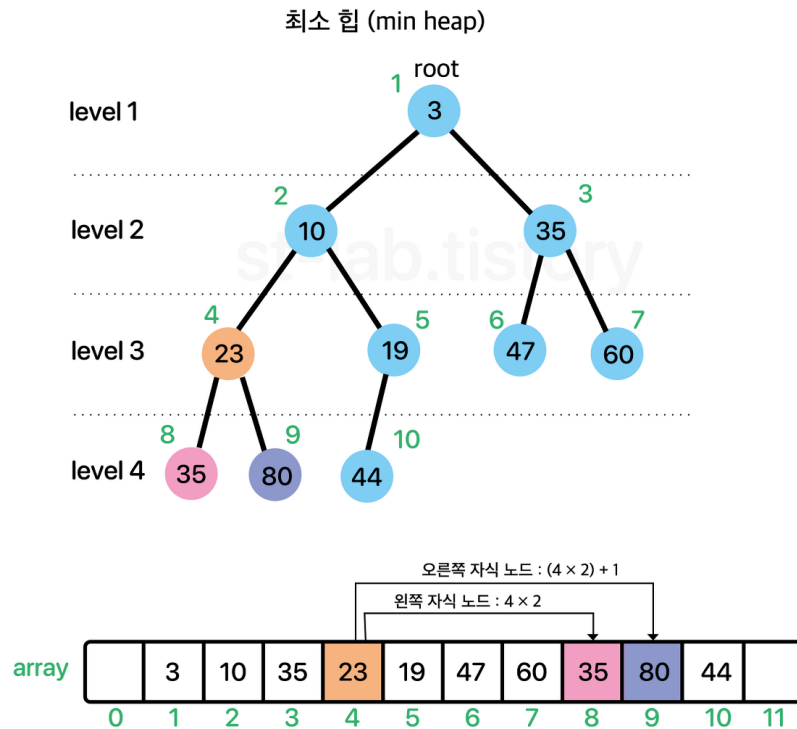 최소 힙 (min heap)
root
1
level 1
3
2
3
level 2
10
35
st-lab.tistory
4
5
6
7
level 3
23
19
47
60
8
9
10
level 4
35
80
44
오른쪽 자식 노드 : (4 × 2) + 1
왼쪽 자식 노드 : 4 × 2
array 3 10 35 23 19 47 60 35 80 44
0 1 2 3 4 5 6 7 8 9 10 11